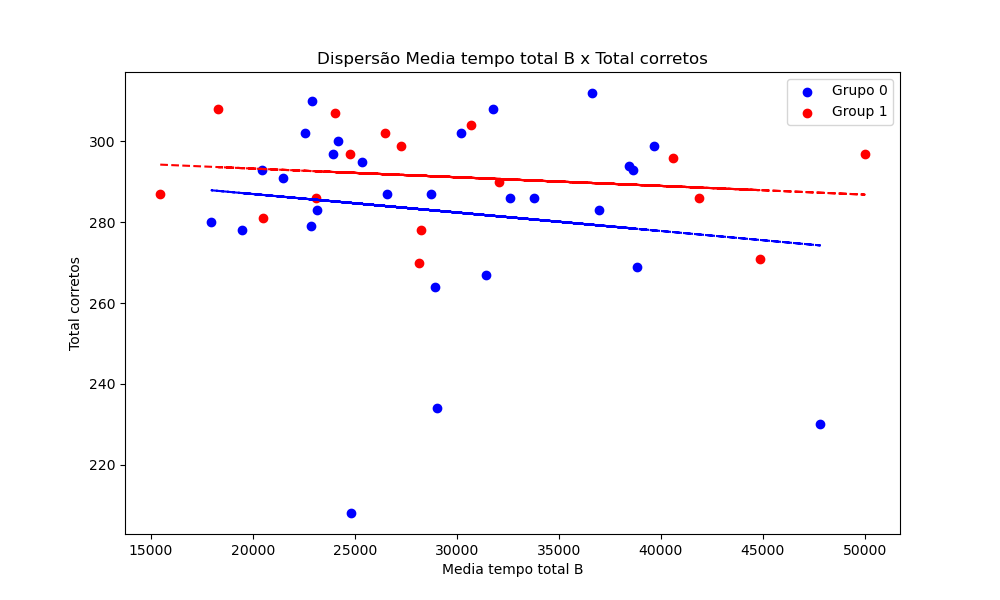 Dispersão Media tempo total B x Total corretos
Grupo 0
Group 1
Total corretos
300
280
260
240
220
15000 20000 25000 30000 35000 40000 45000 50000
Media tempo total B